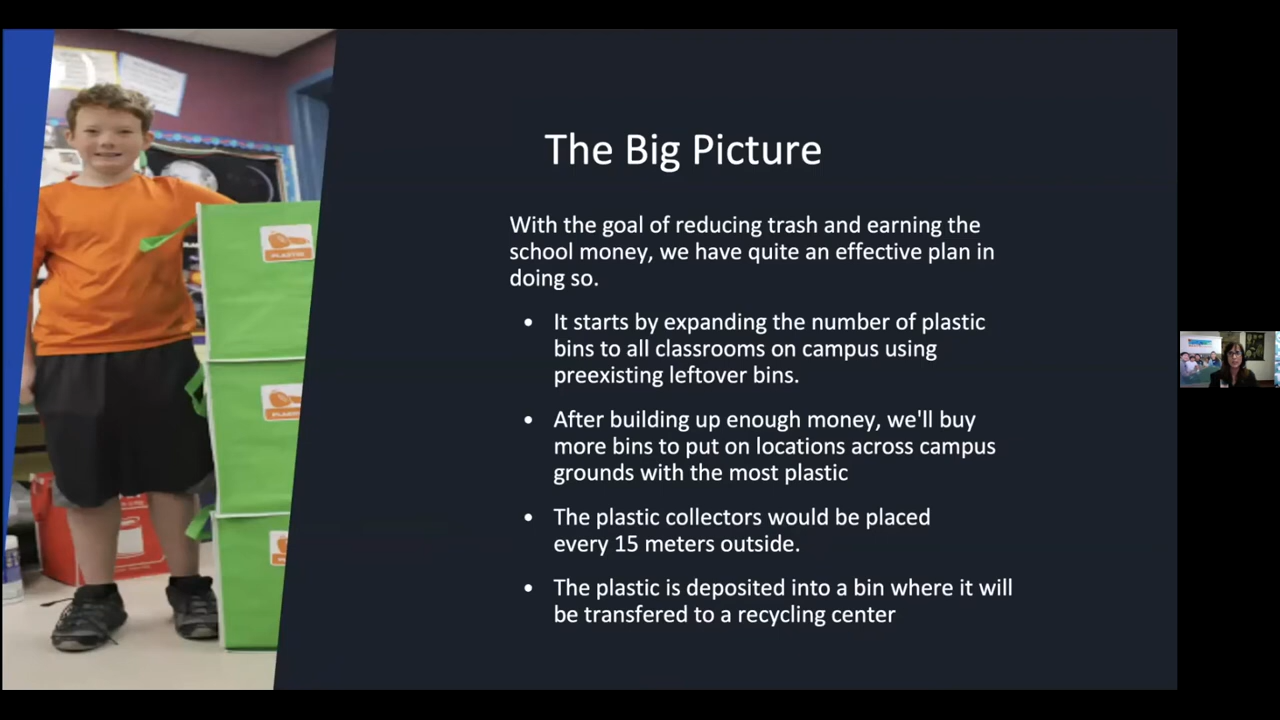 The Big Picture
With the goal of reducing trash and earning the
school money, we have quite an effective plan in
doing so.
• It starts by expanding the number of plastic
bins to all classrooms on campus using
preexisting leftover bins.
• After building up enough money, we'll buy
more bins to put on locations across campus
grounds with the most plastic
• The plastic collectors would be placed
every 15 meters outside.
• The plastic is deposited into a bin where it will
be transfered to a recycling center
PLASTIC